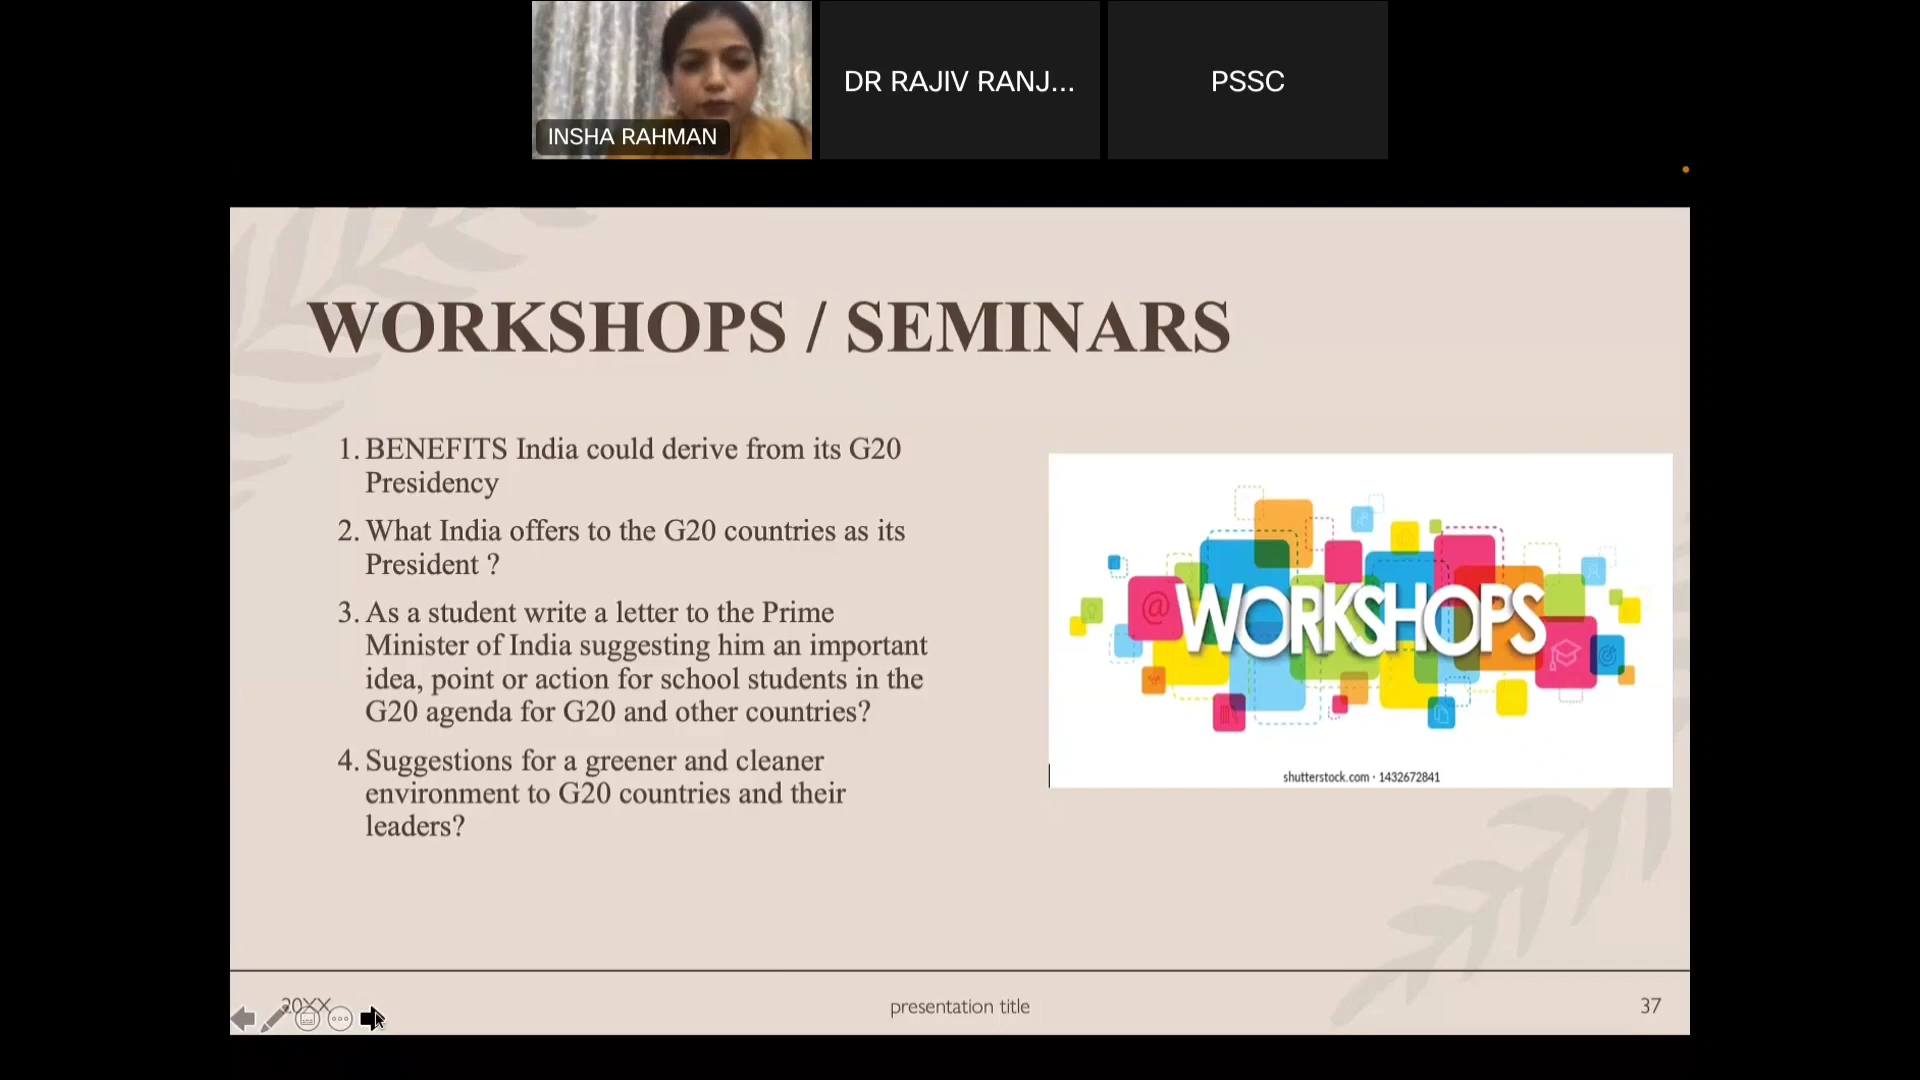 INSHA RAHMAN
DR RAJIV RANJ...
PSSC
WORKSHOPS / SEMINARS
1. BENEFITS India could derive from its G20
Presidency
2. What India offers to the G20 countries as its
President ?
3. As a student write a letter to the Prime
Minister of India suggesting him an important
idea, point or action for school students in the
G20 agenda for G20 and other countries?
4. Suggestions for a greener and cleaner
environment to G20 countries and their
leaders?
@
WORKSHOPS
shutterstock.com · 1432672841
20XX
presentation title
37